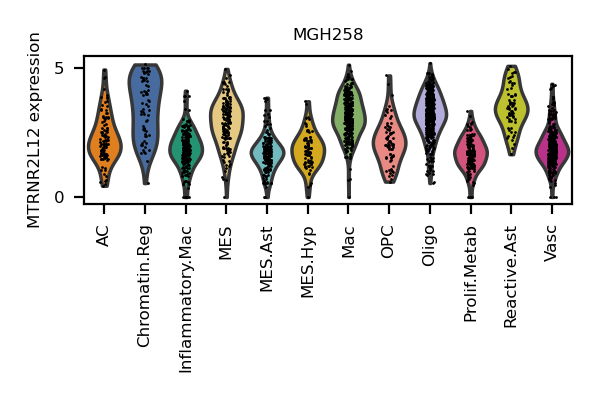 MGH258
MTRNR2L12 expression
5
0
AC
Chromatin.Reg
Inflammatory.Mac
MES
MES.Ast
MES.Hyp
Mac
OPC
Oligo
Prolif.Metab
Reactive.Ast
Vasc